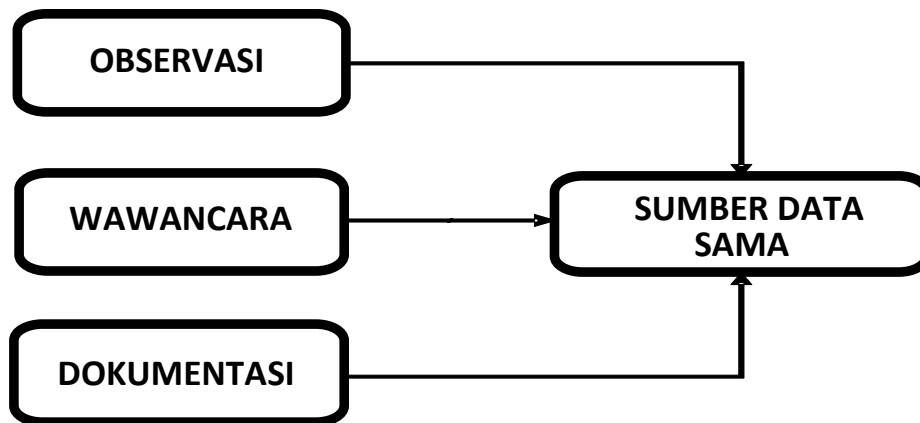 OBSERVASI
WAWANCARA
SUMBER DATA
SAMA
DOKUMENTASI